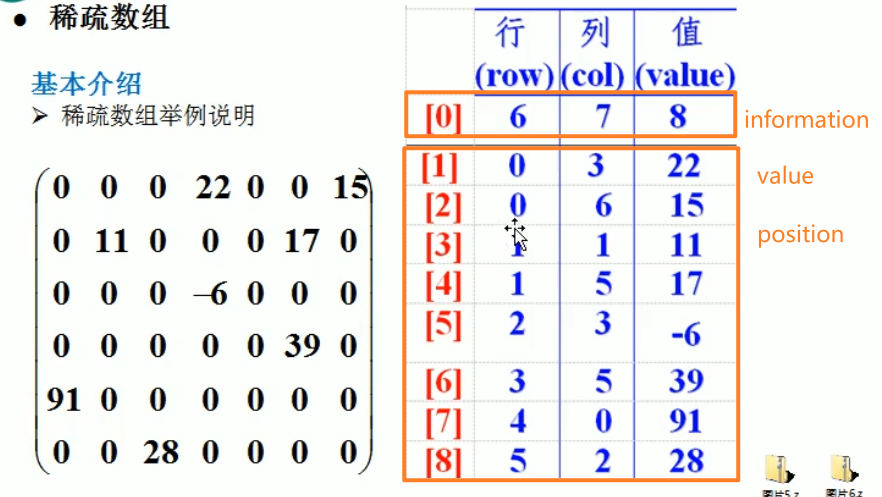 ● 稀疏数组
基本介绍
➢ 稀疏数组举例说明
0 0 0 22 0 0 15
0 11 0 0 0 17 0
0 0 0 –6 0 0 0
0 0 0 0 0 39 0
91 0 0 0 0 0 0
0 0 28 0 0 0 0
行 列 值
(row) (col) (value)
[0] 6 7 8 information
[1] 0 3 22
value
[2] 0 6 15
position
[3] 1 1 11
[4] 1 5 17
[5] 2 3 -6
[6] 3 5 39
[7] 4 0 91
[8] 5 2 28
图片5.z 图片6.z